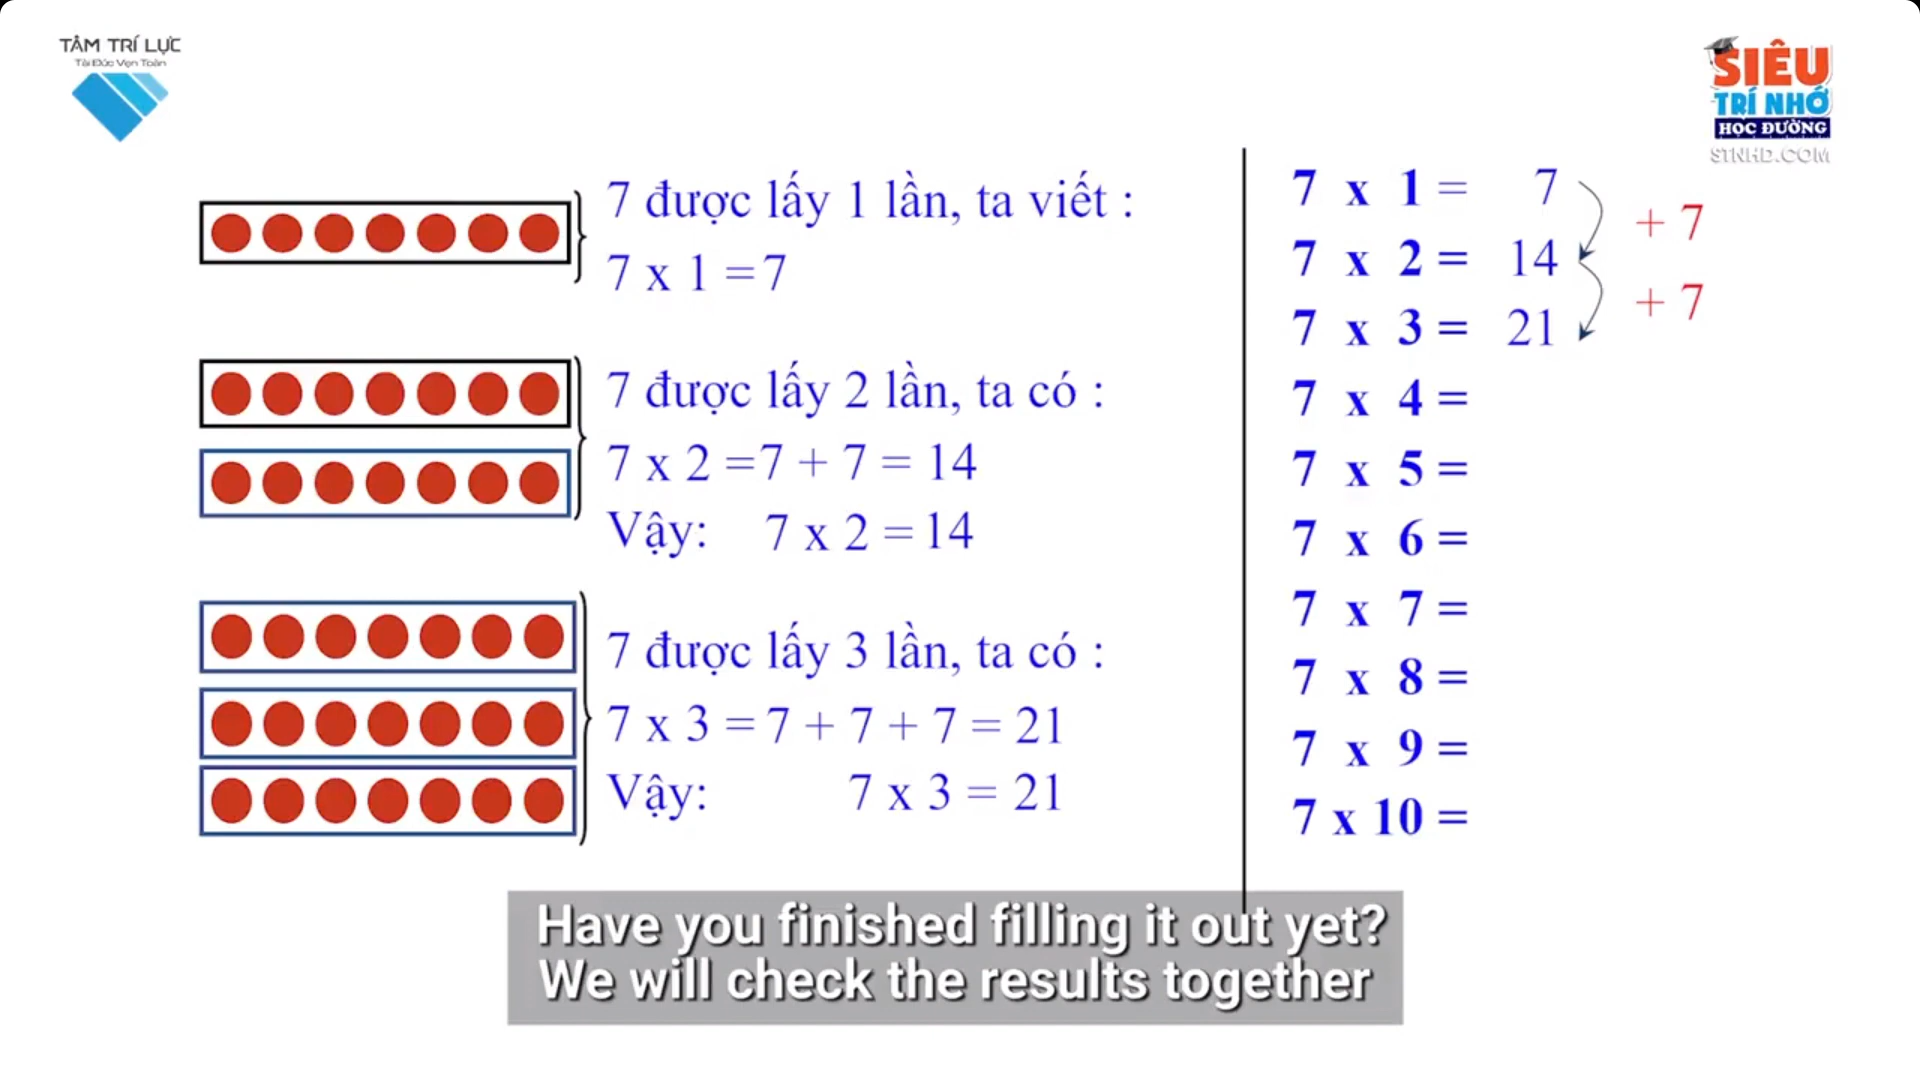 TÂM TRÍ LỰC
Tài Đức Vẹn Toàn
SIÊU
TRÍ NHỚ
HỌC ĐƯỜNG
STNHD.COM
7 được lấy 1 lần, ta viết :
7 x 1 = 7
7 được lấy 2 lần, ta có :
7 x 2 = 7 + 7 = 14
Vậy: 7 x 2 = 14
7 được lấy 3 lần, ta có :
7 x 3 = 7 + 7 + 7 = 21
Vậy: 7 x 3 = 21
7 x 1 = 7
+ 7
7 x 2 = 14
+ 7
7 x 3 = 21
7 x 4 =
7 x 5 =
7 x 6 =
7 x 7 =
7 x 8 =
7 x 9 =
7 x 10 =
Have you finished filling it out yet?
We will check the results together